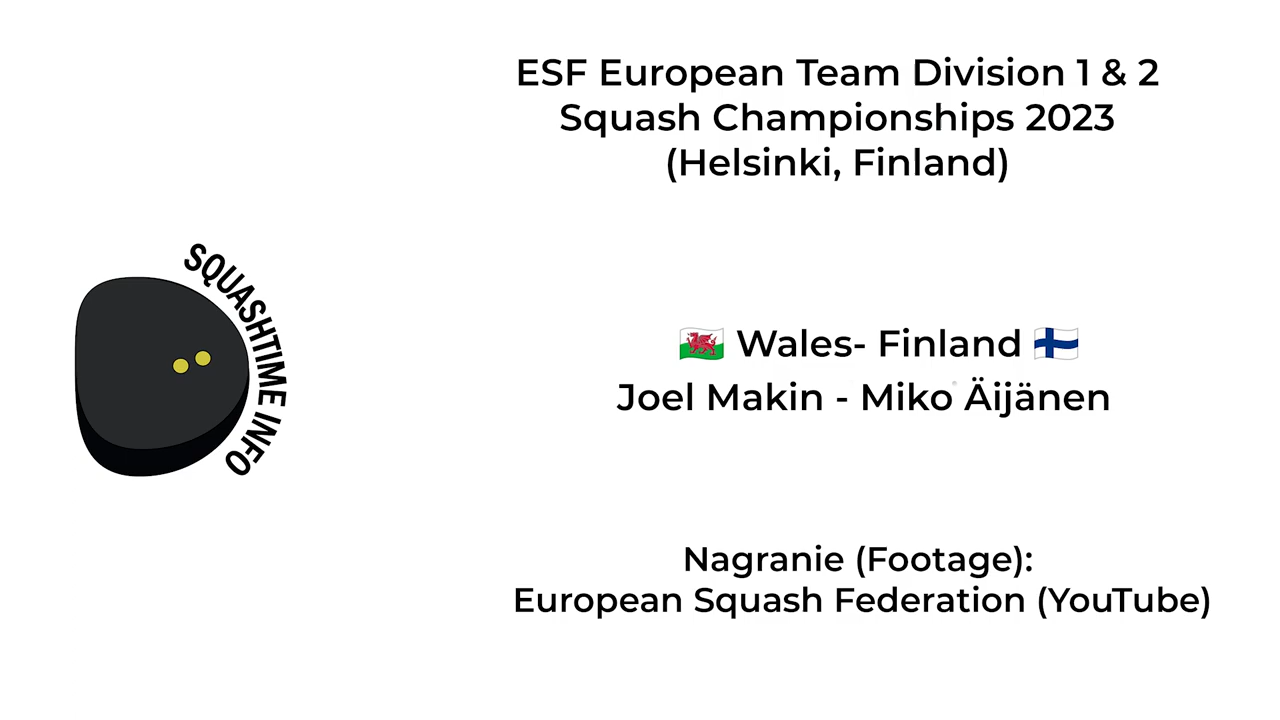 ESF European Team Division 1 & 2
Squash Championships 2023
(Helsinki, Finland)
SQUASHTIME INFO
Wales- Finland
Joel Makin - Miko Äijänen
Nagranie (Footage):
European Squash Federation (YouTube)